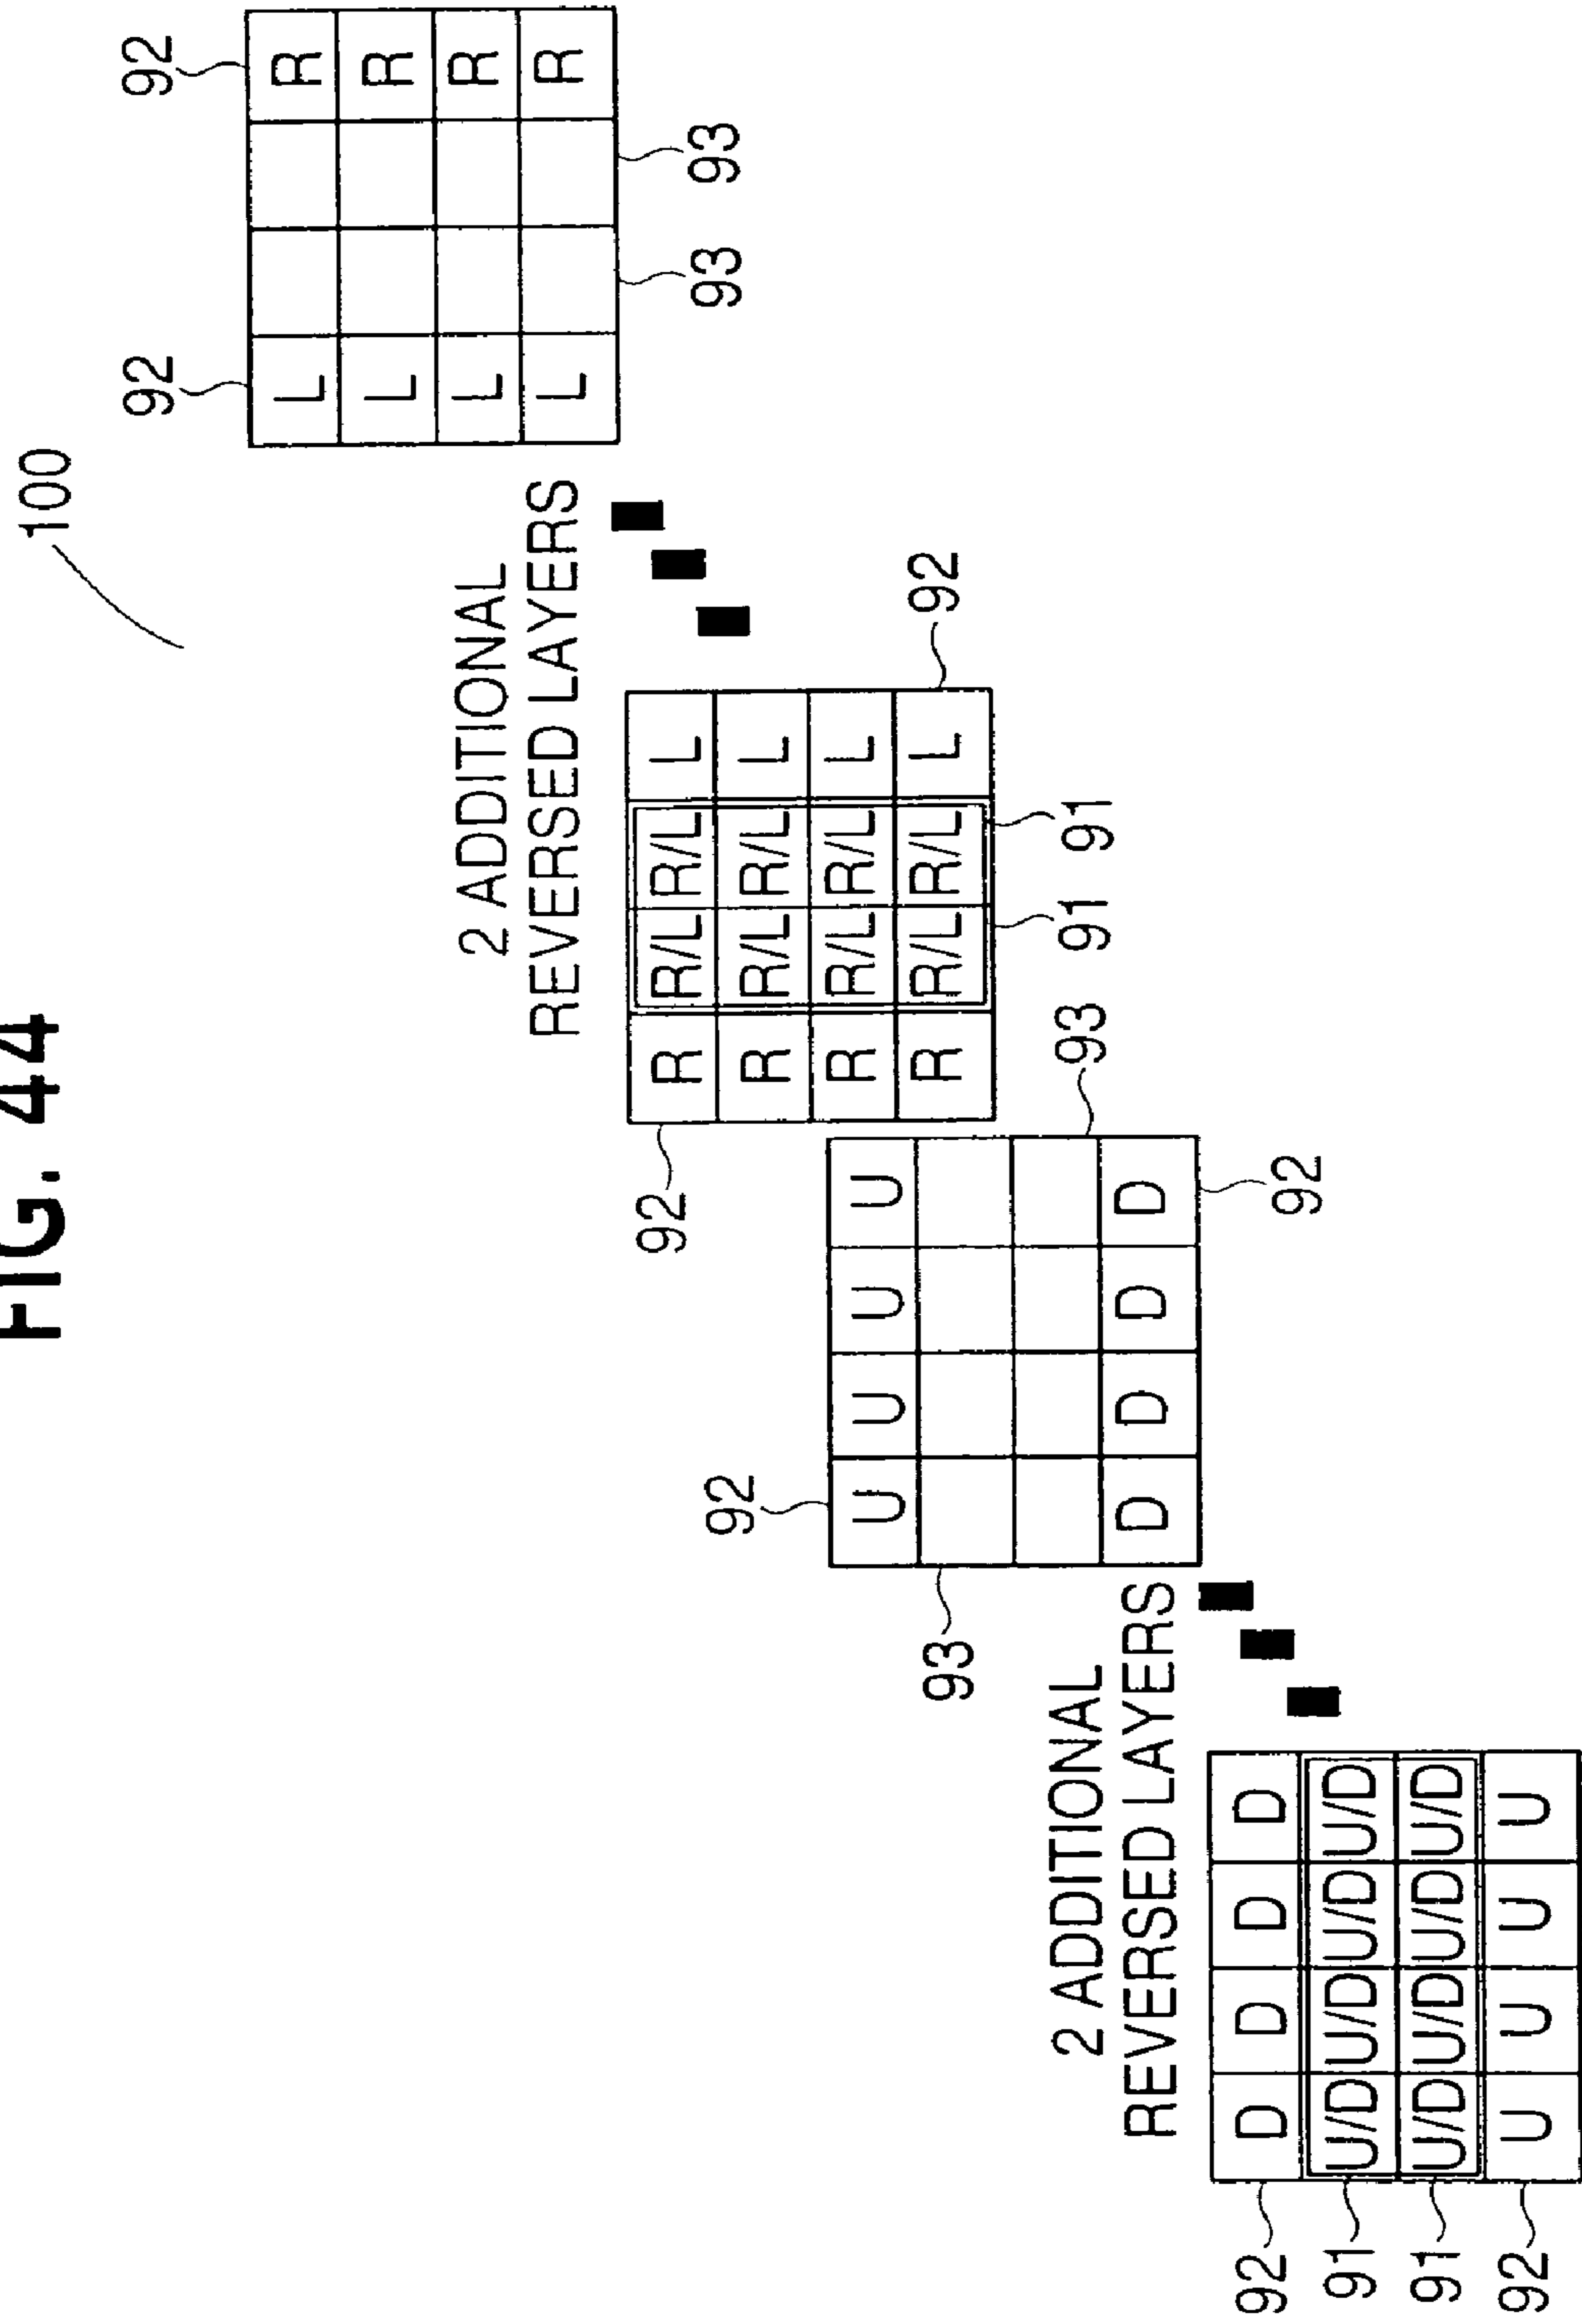 FIG. 44
100
92 92
L R
L R
L R
L R
93 93
2 ADDITIONAL
REVERSED LAYERS
R R/L R/L L
R R/L R/L L
R R/L R/L L
R R/L R/L L
92
92
91 91
92
U U U U
D D D D
93
93
92
2 ADDITIONAL
REVERSED LAYERS
92 D D D D
91 U/D U/D U/D U/D
91 U/D U/D U/D U/D
92 U U U U